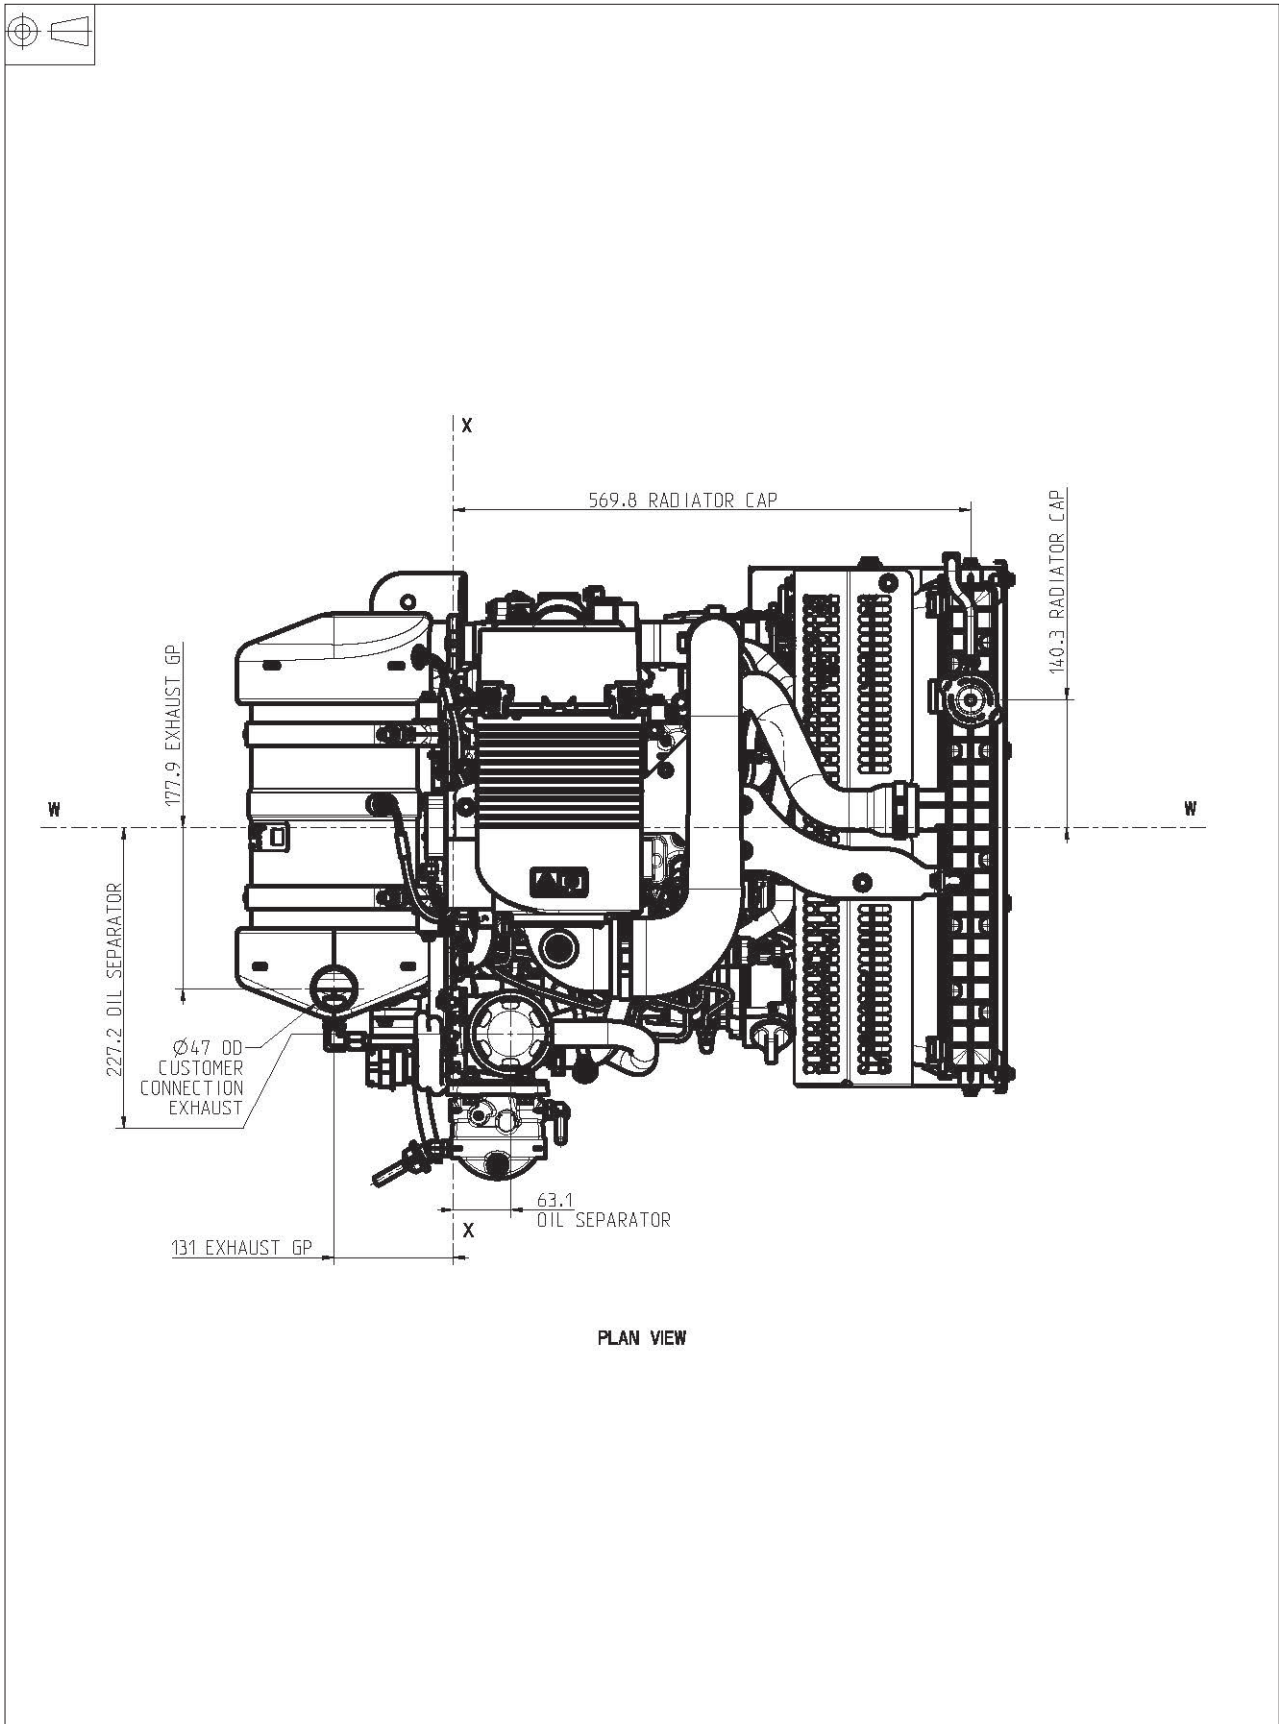 X
569.8 RADIATOR CAP
140.3 RADIATOR CAP
177.9 EXHAUST GP
W
W
227.2 OIL SEPARATOR
Ø47 OD
CUSTOMER
CONNECTION
EXHAUST
63.1
OIL SEPARATOR
X
131 EXHAUST GP
PLAN VIEW